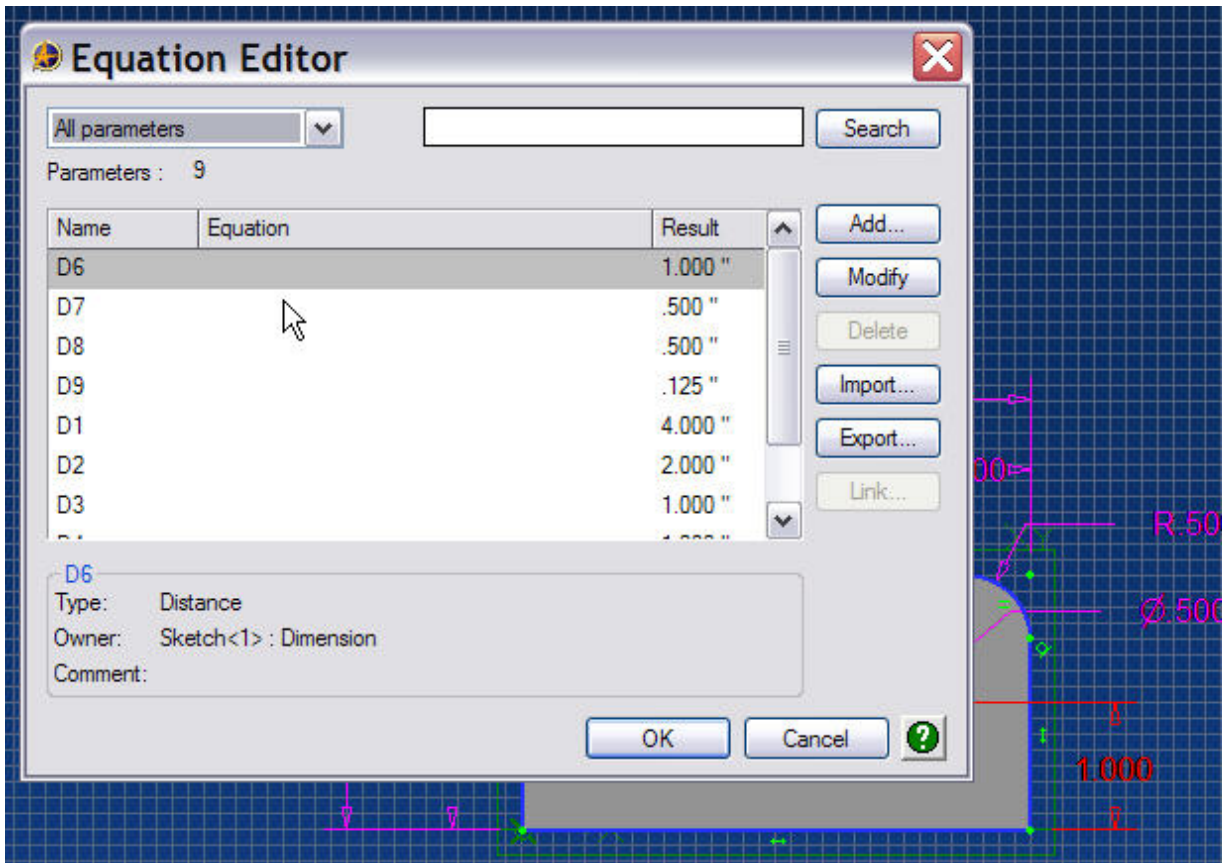 Equation Editor
All parameters
Search
Parameters : 9
Name Equation Result
Add...
D6 1.000 "
Modify
D7 .500 "
Delete
D8 .500 "
D9 .125 "
Import...
D1 4.000 "
Export...
D2 2.000 "
Link...
D3 1.000 "
D6
Type: Distance
Owner: Sketch<1> : Dimension
Comment:
OK Cancel ?
00
R.50
Ø.500
1.000